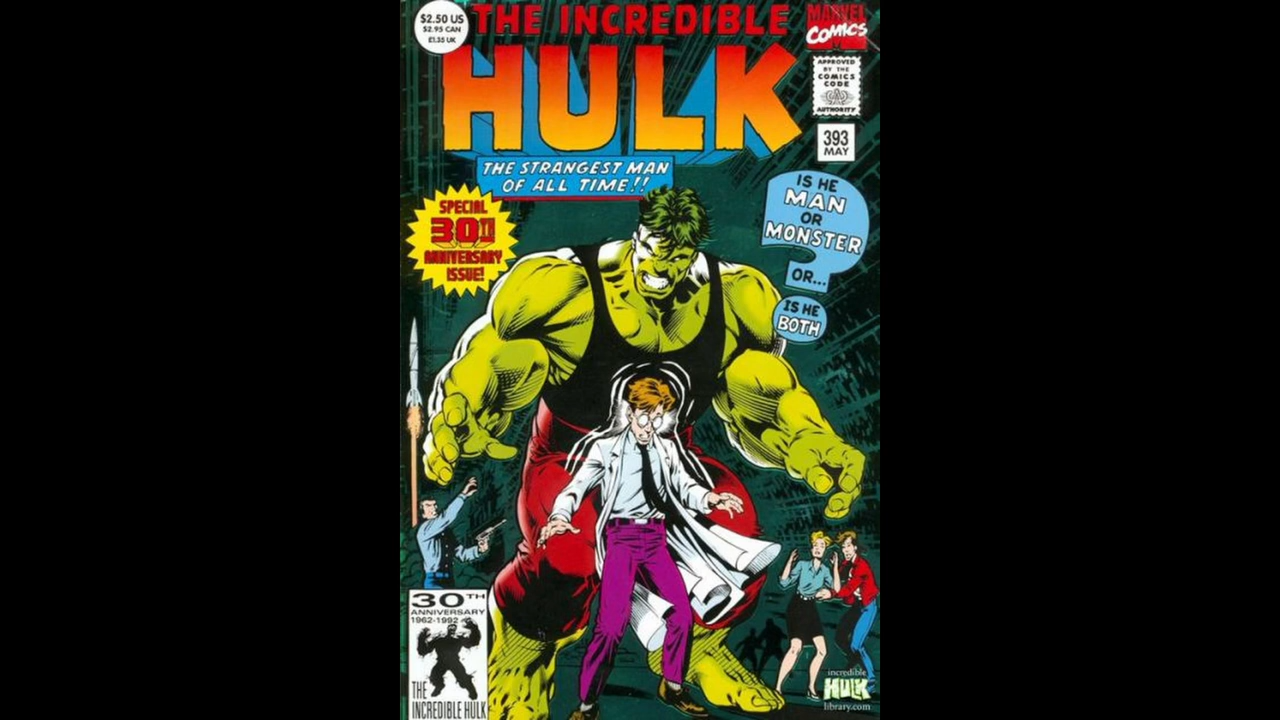 $2.50 US
$2.95 CAN
£1.35 UK
THE INCREDIBLE
HULK
MARVEL
COMICS
APPROVED
BY THE
COMICS
CODE
AUTHORITY
393
MAY
THE STRANGEST MAN
OF ALL TIME!!
SPECIAL
30TH
ANNIVERSARY
ISSUE!
IS HE
MAN
OR
MONSTER
OR...
IS HE
BOTH
30TH
ANNIVERSARY
1962-1992
THE
INCREDIBLE HULK
incredible
HULK
library.com